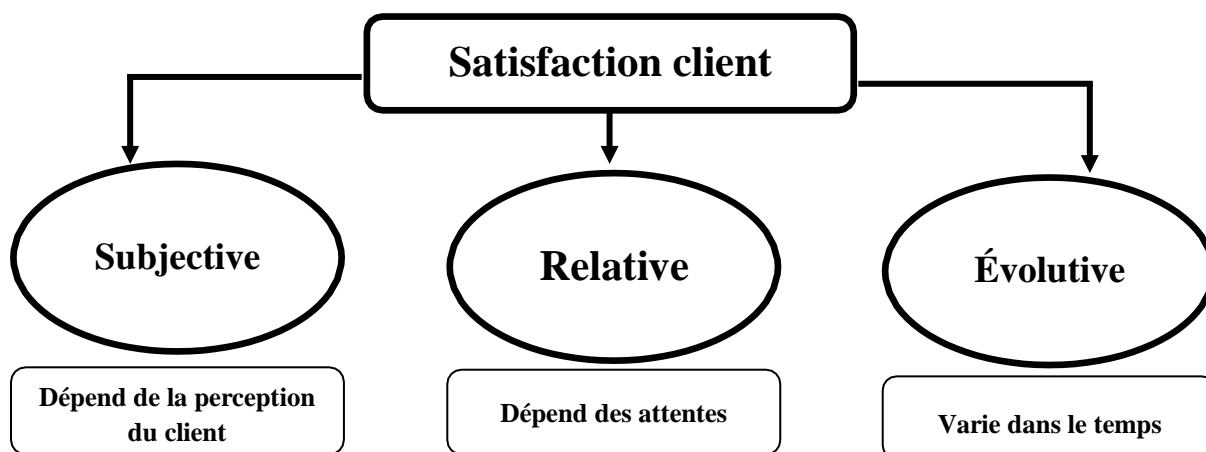 Satisfaction client
Subjective
Relative
Évolutive
Dépend de la perception
du client
Dépend des attentes
Varie dans le temps